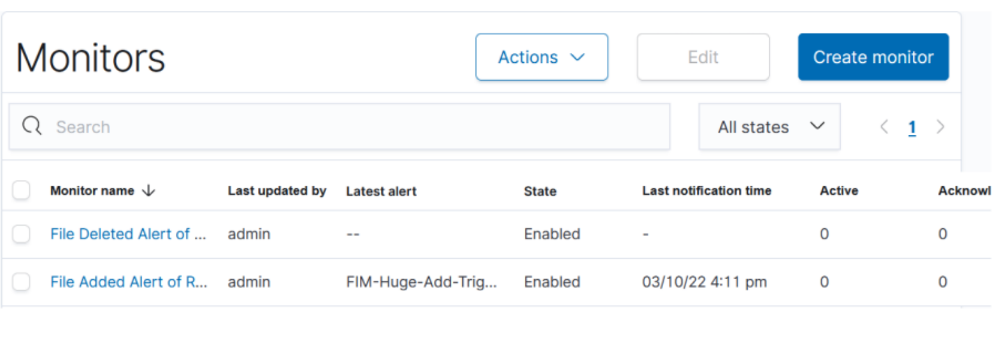 Monitors Actions Edit Create monitor
Search All states 1
Monitor name Last updated by Latest alert State Last notification time Active Acknowl
File Deleted Alert of ... admin -- Enabled - 0 0
File Added Alert of R... admin FIM-Huge-Add-Trig... Enabled 03/10/22 4:11 pm 0 0